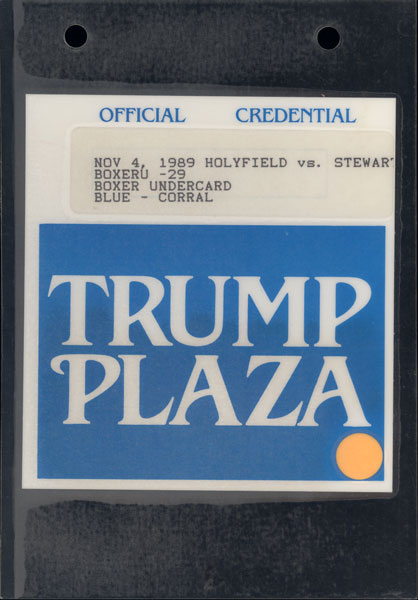 OFFICIAL CREDENTIAL
NOV 4, 1989 HOLYFIELD vs. STEWART
BOXERU -29
BOXER UNDERCARD
BLUE - CORRAL
TRUMP
PLAZA